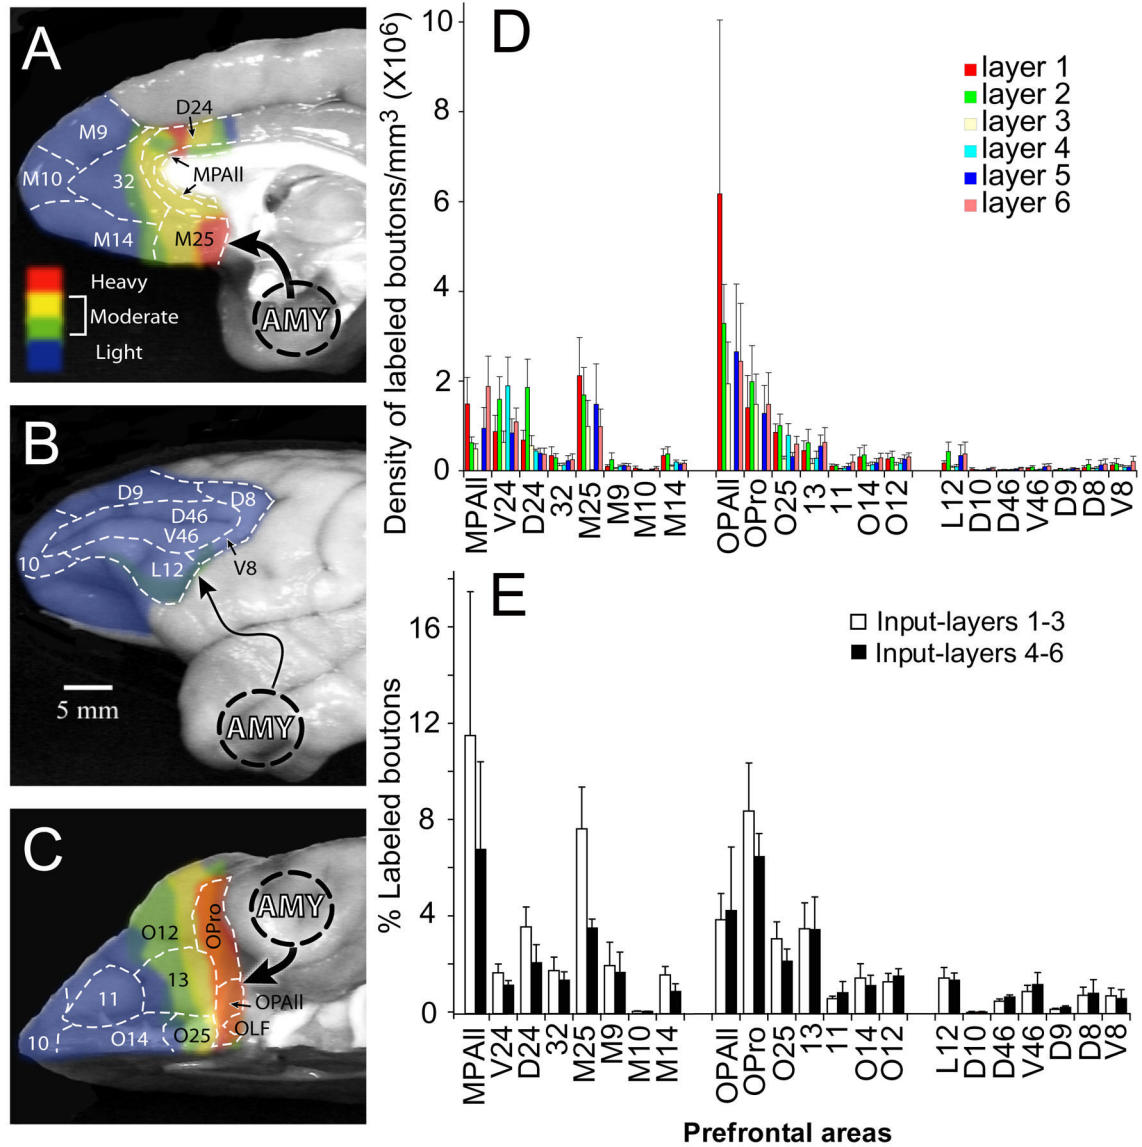 A
M9
D24
MPAll
M10
32
M14
M25
Heavy
Moderate
Light
AMY
B
D9
D8
D46
V46
10
L12
V8
5 mm
AMY
C
OPro
AMY
O12
13
11
OPAll
OLF
O25
O14
10
D
Density of labeled boutons/mm³ (X10⁶)
10
8
6
4
2
0
layer 1
layer 2
layer 3
layer 4
layer 5
layer 6
MPAll V24 D24 32 M25 M9 M10 M14 OPAll OPro O25 13 11 O14 O12 L12 D10 D46 V46 D9 D8 V8
E
% Labeled boutons
16
12
8
4
0
Input-layers 1-3
Input-layers 4-6
MPAll V24 D24 32 M25 M9 M10 M14 OPAll OPro O25 13 11 O14 O12 L12 D10 D46 V46 D9 D8 V8
Prefrontal areas